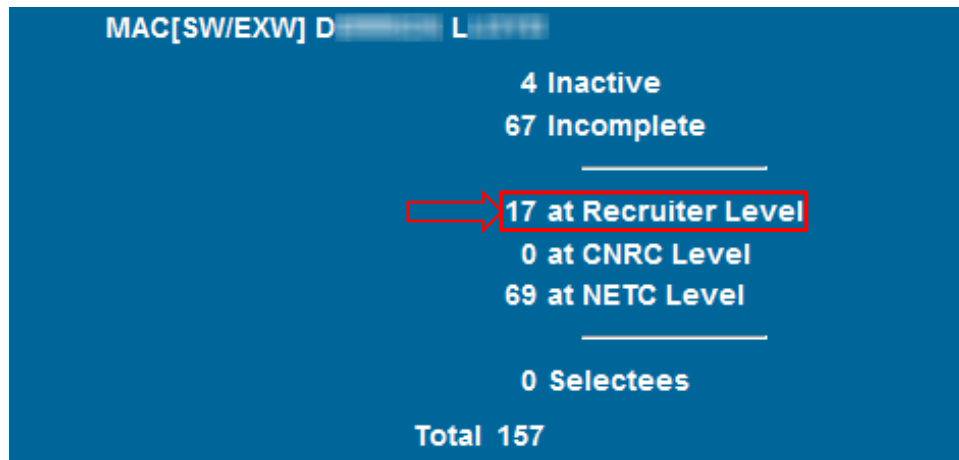 MAC[SW/EXW] D L
4 Inactive
67 Incomplete
17 at Recruiter Level
0 at CNRC Level
69 at NETC Level
0 Selectees
Total 157